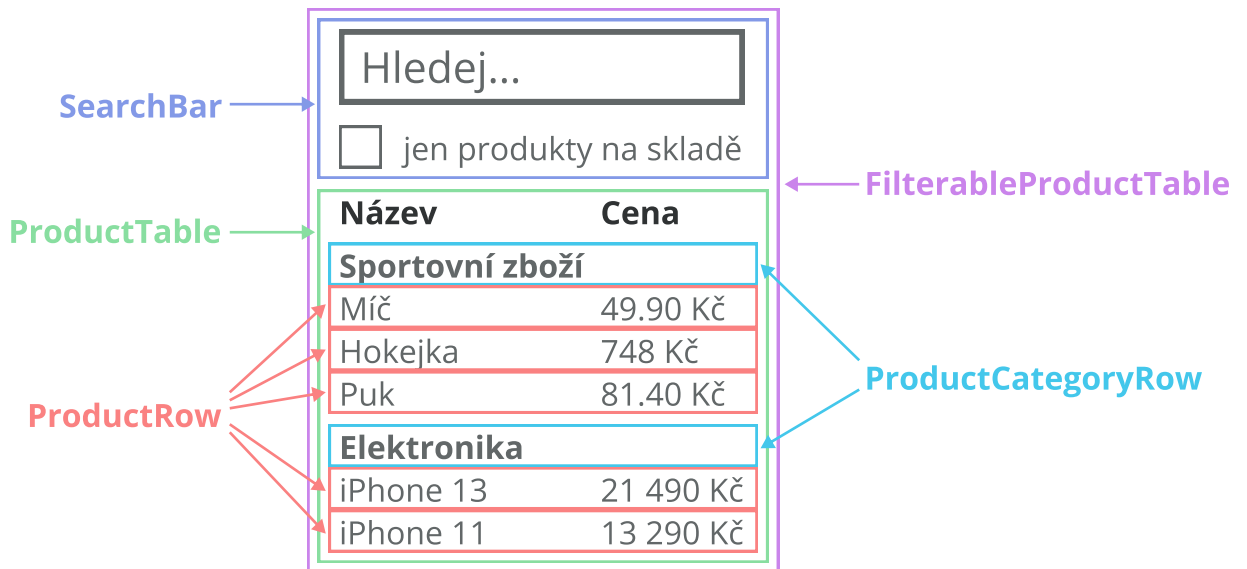 Hledej...
SearchBar
jen produkty na skladě
FilterableProductTable
ProductTable
Název Cena
Sportovní zboží
Míč 49.90 Kč
Hokejka 748 Kč
Puk 81.40 Kč
ProductCategoryRow
ProductRow
Elektronika
iPhone 13 21 490 Kč
iPhone 11 13 290 Kč